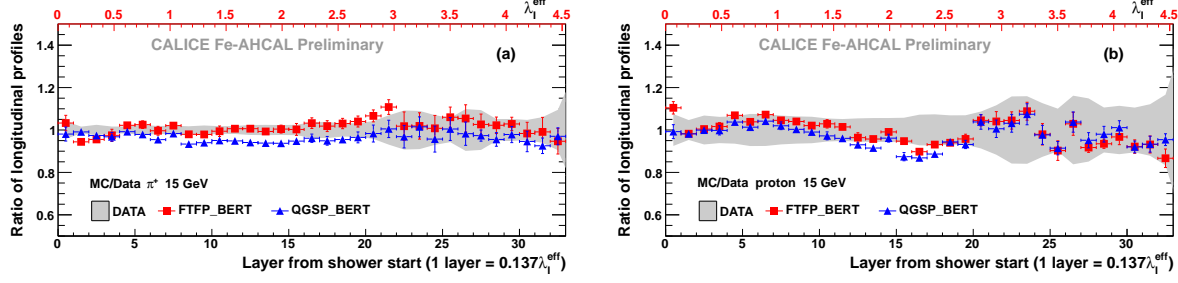 0 0.5 1 1.5 2 2.5 3 3.5 4 4.5
λ_I^eff
1.4
1.2
1
0.8
0.6
Ratio of longitudinal profiles
CALICE Fe-AHCAL Preliminary
(a)
MC/Data π⁺ 15 GeV
DATA FTFP_BERT QGSP_BERT
0 5 10 15 20 25 30
Layer from shower start (1 layer = 0.137λ_I^eff)
0 0.5 1 1.5 2 2.5 3 3.5 4 4.5
λ_I^eff
1.4
1.2
1
0.8
0.6
Ratio of longitudinal profiles
CALICE Fe-AHCAL Preliminary
(b)
MC/Data proton 15 GeV
DATA FTFP_BERT QGSP_BERT
0 5 10 15 20 25 30
Layer from shower start (1 layer = 0.137λ_I^eff)